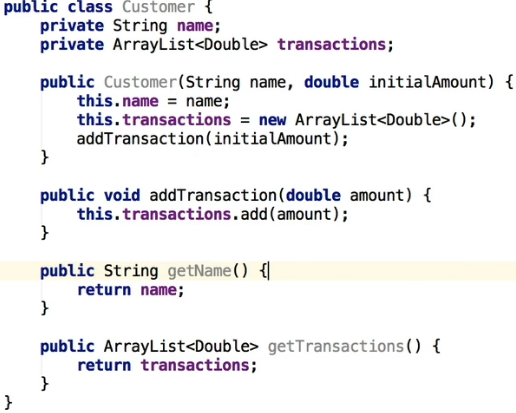 public class Customer {
    private String name;
    private ArrayList<Double> transactions;

    public Customer(String name, double initialAmount) {
        this.name = name;
        this.transactions = new ArrayList<Double>();
        addTransaction(initialAmount);
    }

    public void addTransaction(double amount) {
        this.transactions.add(amount);
    }

    public String getName() {
        return name;
    }

    public ArrayList<Double> getTransactions() {
        return transactions;
    }
}